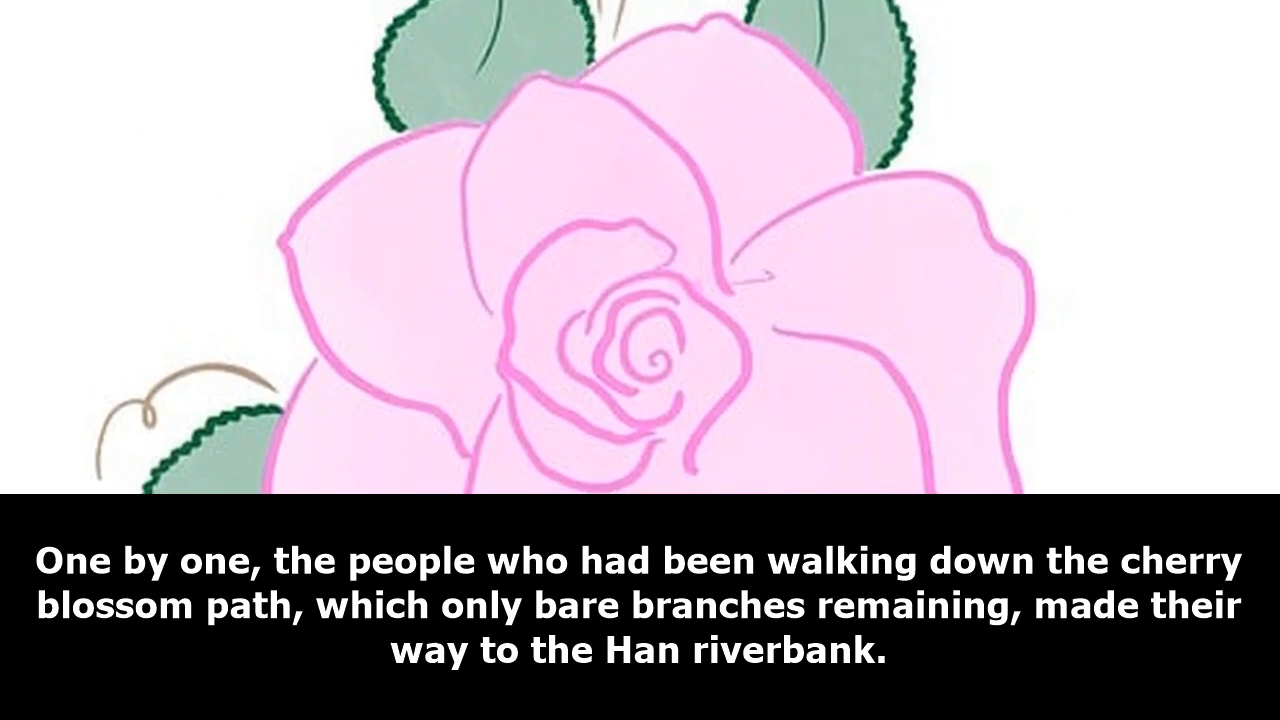 One by one, the people who had been walking down the cherry
blossom path, which only bare branches remaining, made their
way to the Han riverbank.